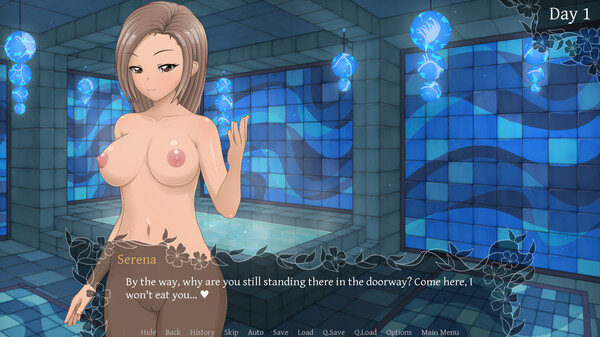 Day 1
Serena
By the way, why are you still standing there in the doorway? Come here, I
won't eat you... ♥
Hide Back History Skip Auto Save Load Q.Save Q.Load Options Main Menu